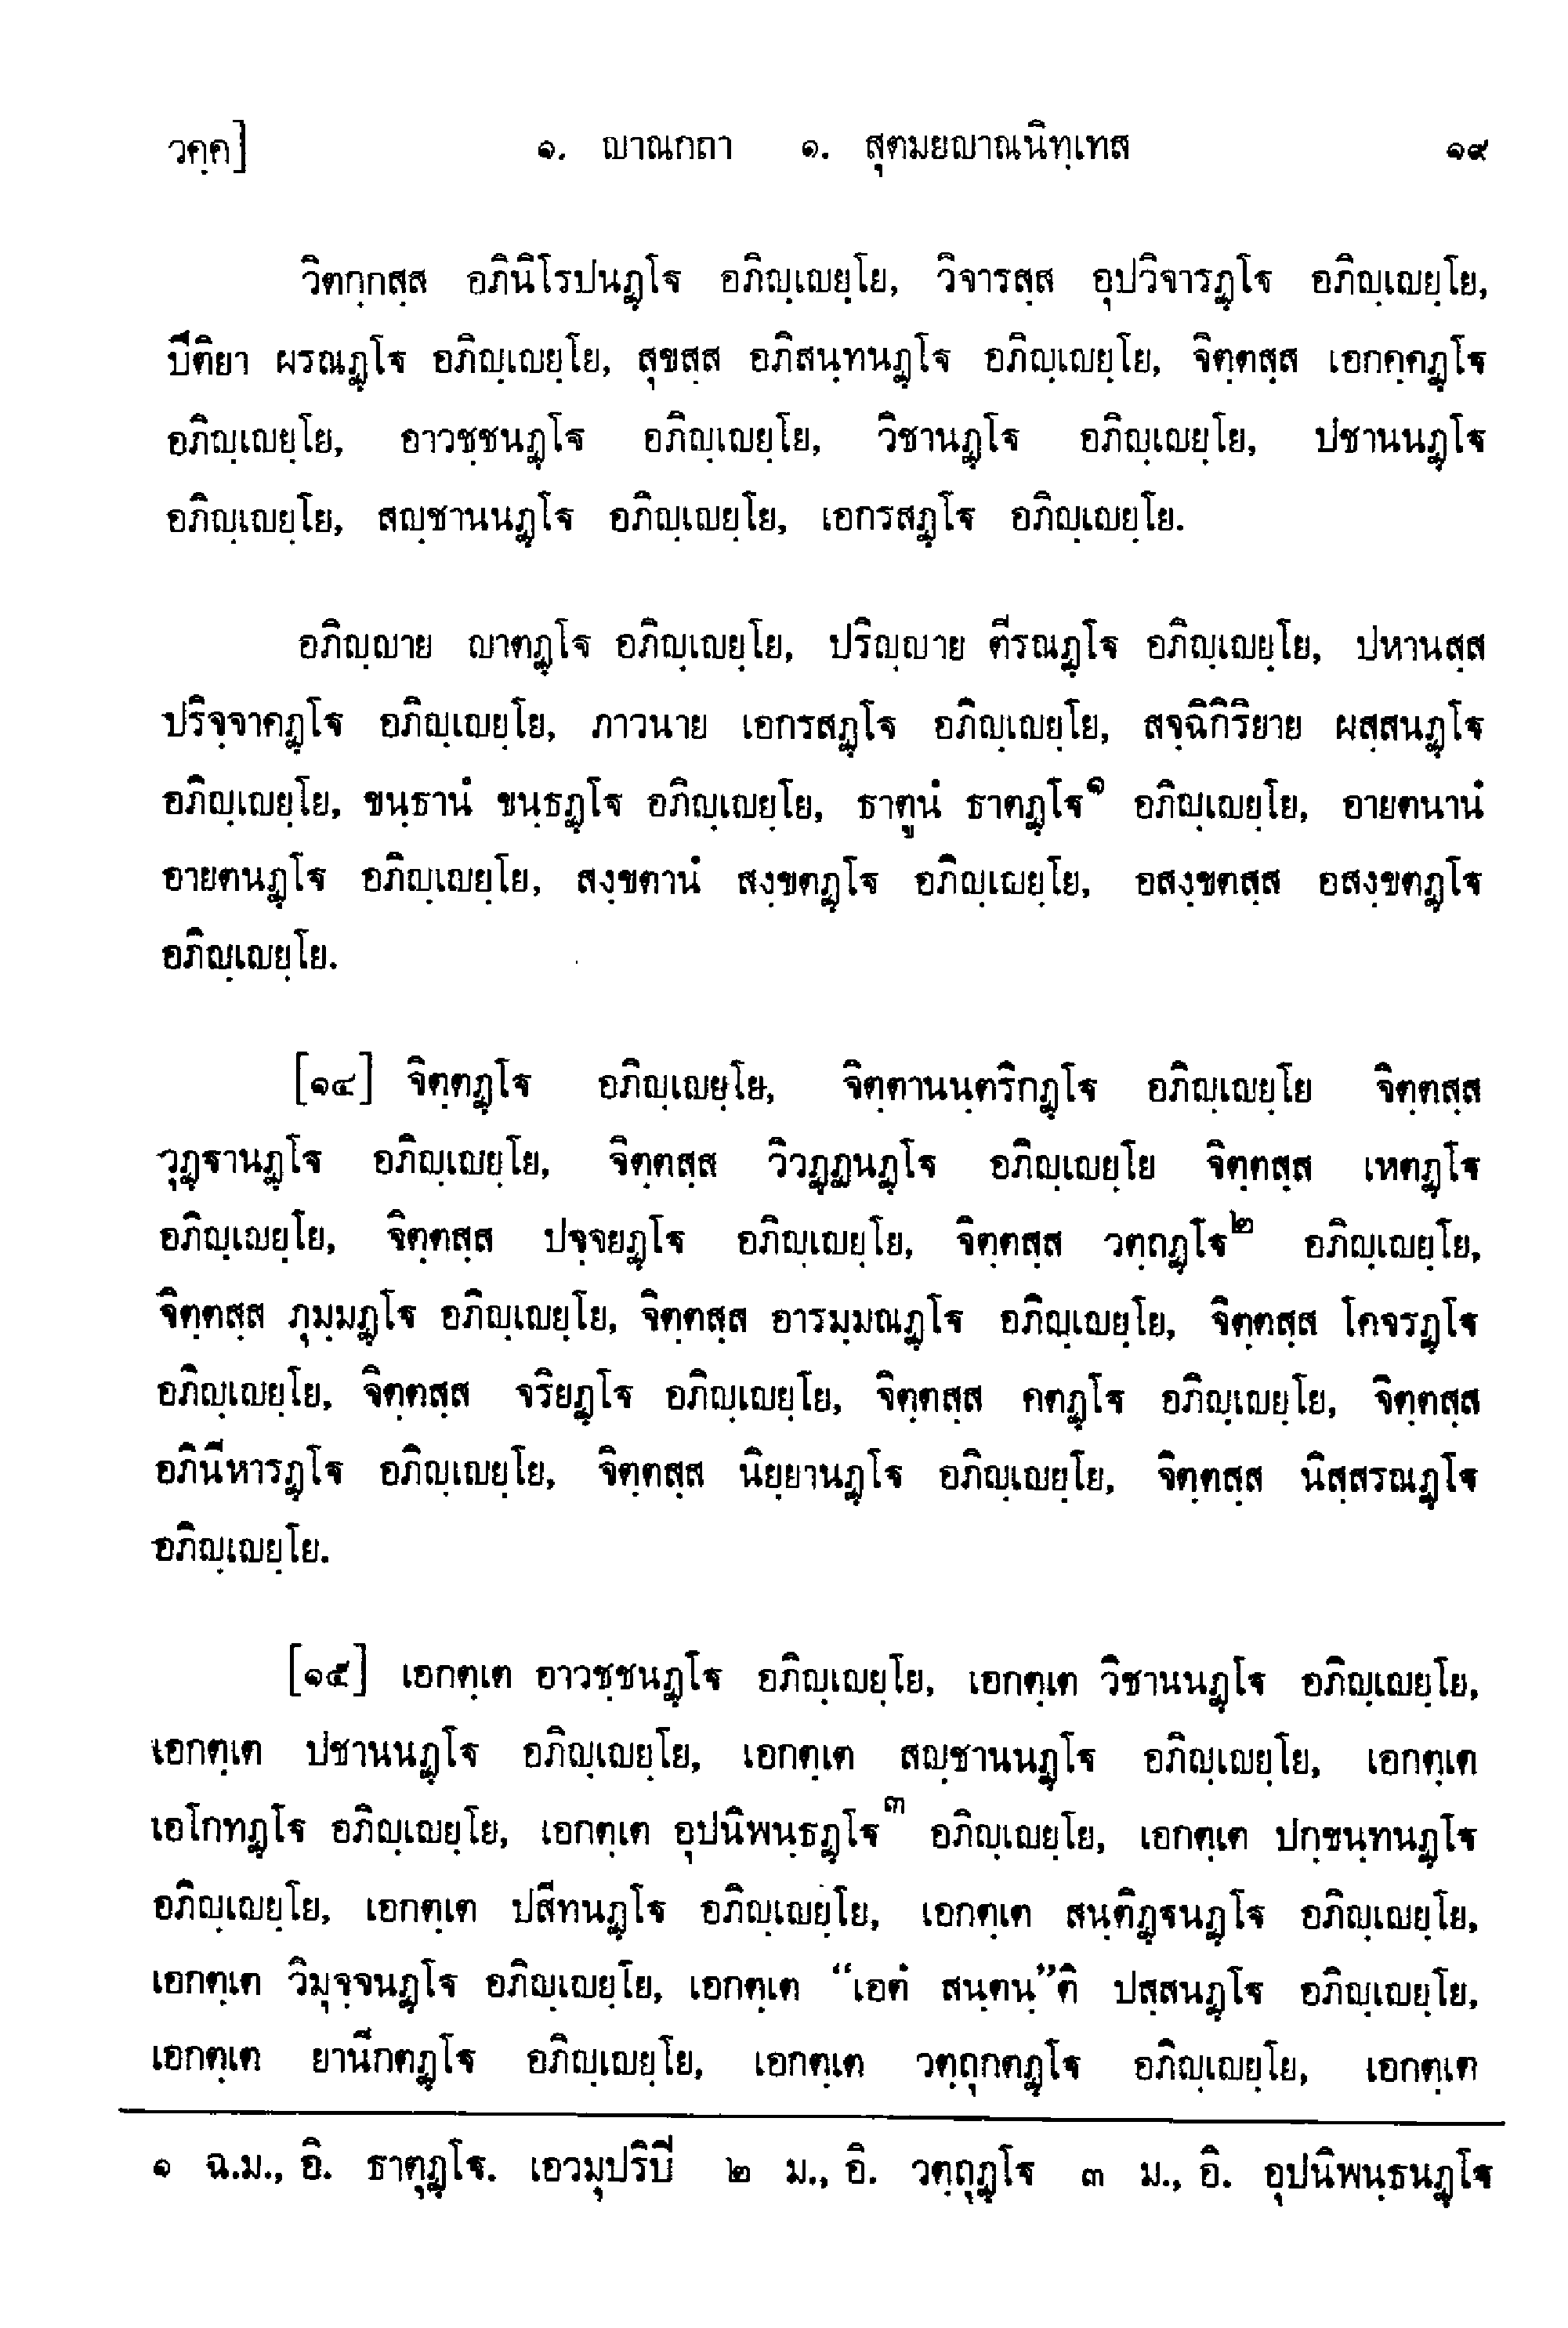 วคฺค] ๑. ญาณกถา ๑. สุตมยญาณนิทฺเทส ๑๙
วิตกฺกสฺส อภินิโรปนฏฺโฐ อภิญฺเญยฺโย, วิจารสฺส อุปวิจารฏฺโฐ อภิญฺเญยฺโย,
ปีติยา ผรณฏฺโฐ อภิญฺเญยฺโย, สุขสฺส อภิสนฺทนฏฺโฐ อภิญฺเญยฺโย, จิตฺตสฺส เอกคฺคฏฺโฐ
อภิญฺเญยฺโย, อาวชฺชนฏฺโฐ อภิญฺเญยฺโย, วิชานฏฺโฐ อภิญฺเญยฺโย, ปชานนฏฺโฐ
อภิญฺเญยฺโย, สญฺชานนฏฺโฐ อภิญฺเญยฺโย, เอกรสฏฺโฐ อภิญฺเญยฺโย.
อภิญฺญาย ญาตฏฺโฐ อภิญฺเญยฺโย, ปริญฺญาย ตีรณฏฺโฐ อภิญฺเญยฺโย, ปหานสฺส
ปริจฺจาคฏฺโฐ อภิญฺเญยฺโย, ภาวนาย เอกรสฏฺโฐ อภิญฺเญยฺโย, สจฺฉิกิริยาย ผสฺสนฏฺโฐ
อภิญฺเญยฺโย, ขนฺธานํ ขนฺธฏฺโฐ อภิญฺเญยฺโย, ธาตูนํ ธาตฏฺโฐ๑ อภิญฺเญยฺโย, อายตนานํ
อายตนฏฺโฐ อภิญฺเญยฺโย, สงฺขตานํ สงฺขตฏฺโฐ อภิญฺเผยฺโย, อสงฺขตสฺส อสงฺขตฏฺโฐ
อภิญฺเญยฺโย.
[๑๔] จิตฺตฏฺโฐ อภิญฺเญยฺโย, จิตฺตานนฺตริกฏฺโฐ อภิญฺเญยฺโย จิตฺตสฺส
วุฏฺฐานฏฺโฐ อภิญฺเญยฺโย, จิตฺตสฺส วิวฏฺฏนฏฺโฐ อภิญฺเญยฺโย จิตฺตสฺส เหตฏฺโฐ
อภิญฺเญยฺโย, จิตฺตสฺส ปจฺจยฏฺโฐ อภิญฺเญยฺโย, จิตฺตสฺส วตฺถฏฺโฐ๒ อภิญฺเญยฺโย,
จิตฺตสฺส ภุมฺมฏฺโฐ อภิญฺเญยฺโย, จิตฺตสฺส อารมฺมณฏฺโฐ อภิญฺเญยฺโย, จิตฺตสฺส โคจรฏฺโฐ
อภิญฺเญยฺโย, จิตฺตสฺส จริยฏฺโฐ อภิญฺเญยฺโย, จิตฺตสฺส คตฏฺโฐ อภิญฺเญยฺโย, จิตฺตสฺส
อภินีหารฏฺโฐ อภิญฺเญยฺโย, จิตฺตสฺส นิยฺยานฏฺโฐ อภิญฺเญยฺโย, จิตฺตสฺส นิสฺสรณฏฺโฐ
อภิญฺเญยฺโย.
[๑๕] เอกตฺเต อาวชฺชนฏฺโฐ อภิญฺเญยฺโย, เอกตฺเต วิชานนฏฺโฐ อภิญฺเญยฺโย,
เอกตฺเต ปชานนฏฺโฐ อภิญฺเญยฺโย, เอกตฺเต สญฺชานนฏฺโฐ อภิญฺเญยฺโย, เอกตฺเต
เอโกทฏฺโฐ อภิญฺเญยฺโย, เอกตฺเต อุปนิพนฺธฏฺโฐ๓ อภิญฺเญยฺโย, เอกตฺเต ปกฺขนฺทนฏฺโฐ
อภิญฺเญยฺโย, เอกตฺเต ปสีทนฏฺโฐ อภิญฺเญยฺโย, เอกตฺเต สนฺติฏฺฐนฏฺโฐ อภิญฺเญยฺโย,
เอกตฺเต วิมุจฺจนฏฺโฐ อภิญฺเญยฺโย, เอกตฺเต “เอตํ สนฺตนฺ”ติ ปสฺสนฏฺโฐ อภิญฺเญยฺโย,
เอกตฺเต ยานีกตฏฺโฐ อภิญฺเญยฺโย, เอกตฺเต วตฺถุกตฏฺโฐ อภิญฺเญยฺโย, เอกตฺเต
๑ ฉ.ม., อิ. ธาตุฏฺโฐ. เอวมุปริปี ๒ ม., อิ. วตฺถุฏฺโฐ ๓ ม., อิ. อุปนิพนฺธนฏฺโฐ